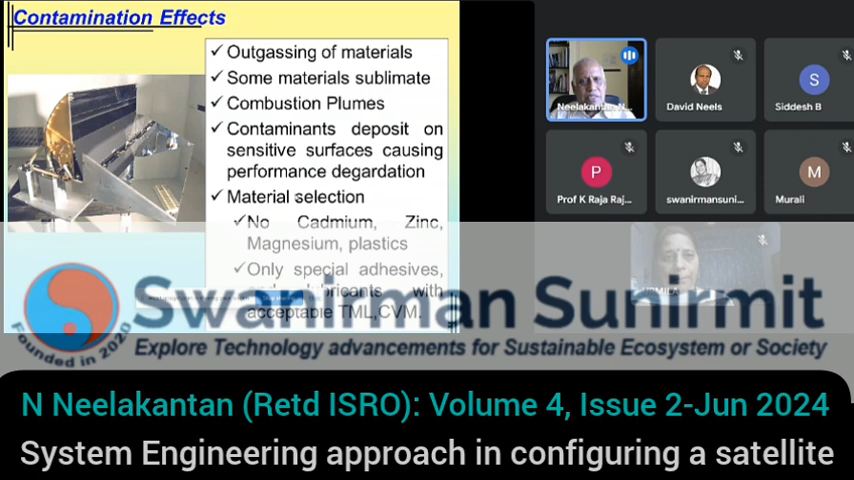 Contamination Effects
✓ Outgassing of materials
✓ Some materials sublimate
✓ Combustion Plumes
✓ Contaminants deposit on
sensitive surfaces causing
performance degardation
✓ Material selection
✓ No Cadmium, Zinc,
Magnesium, plastics
✓ Only special adhesives,
and lubricants with
acceptable TML,CVM.
Neelakantan N...
David Neels
S
Siddesh B
P
Prof K Raja Raj...
swanirmansuni...
M
Murali
URMILA
Swanirman Sunirmit
Founded in 2020
Explore Technology advancements for Sustainable Ecosystem or Society
N Neelakantan (Retd ISRO): Volume 4, Issue 2-Jun 2024
System Engineering approach in configuring a satellite